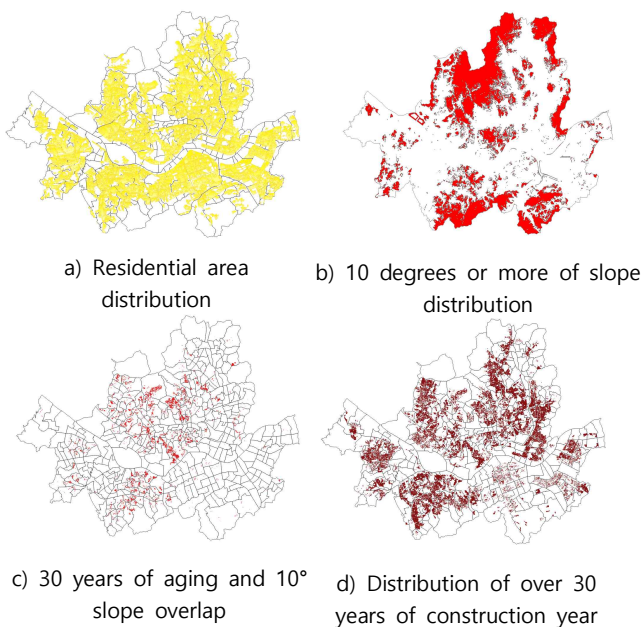 a) Residential area
distribution
b) 10 degrees or more of slope
distribution
c) 30 years of aging and 10°
slope overlap
d) Distribution of over 30
years of construction year